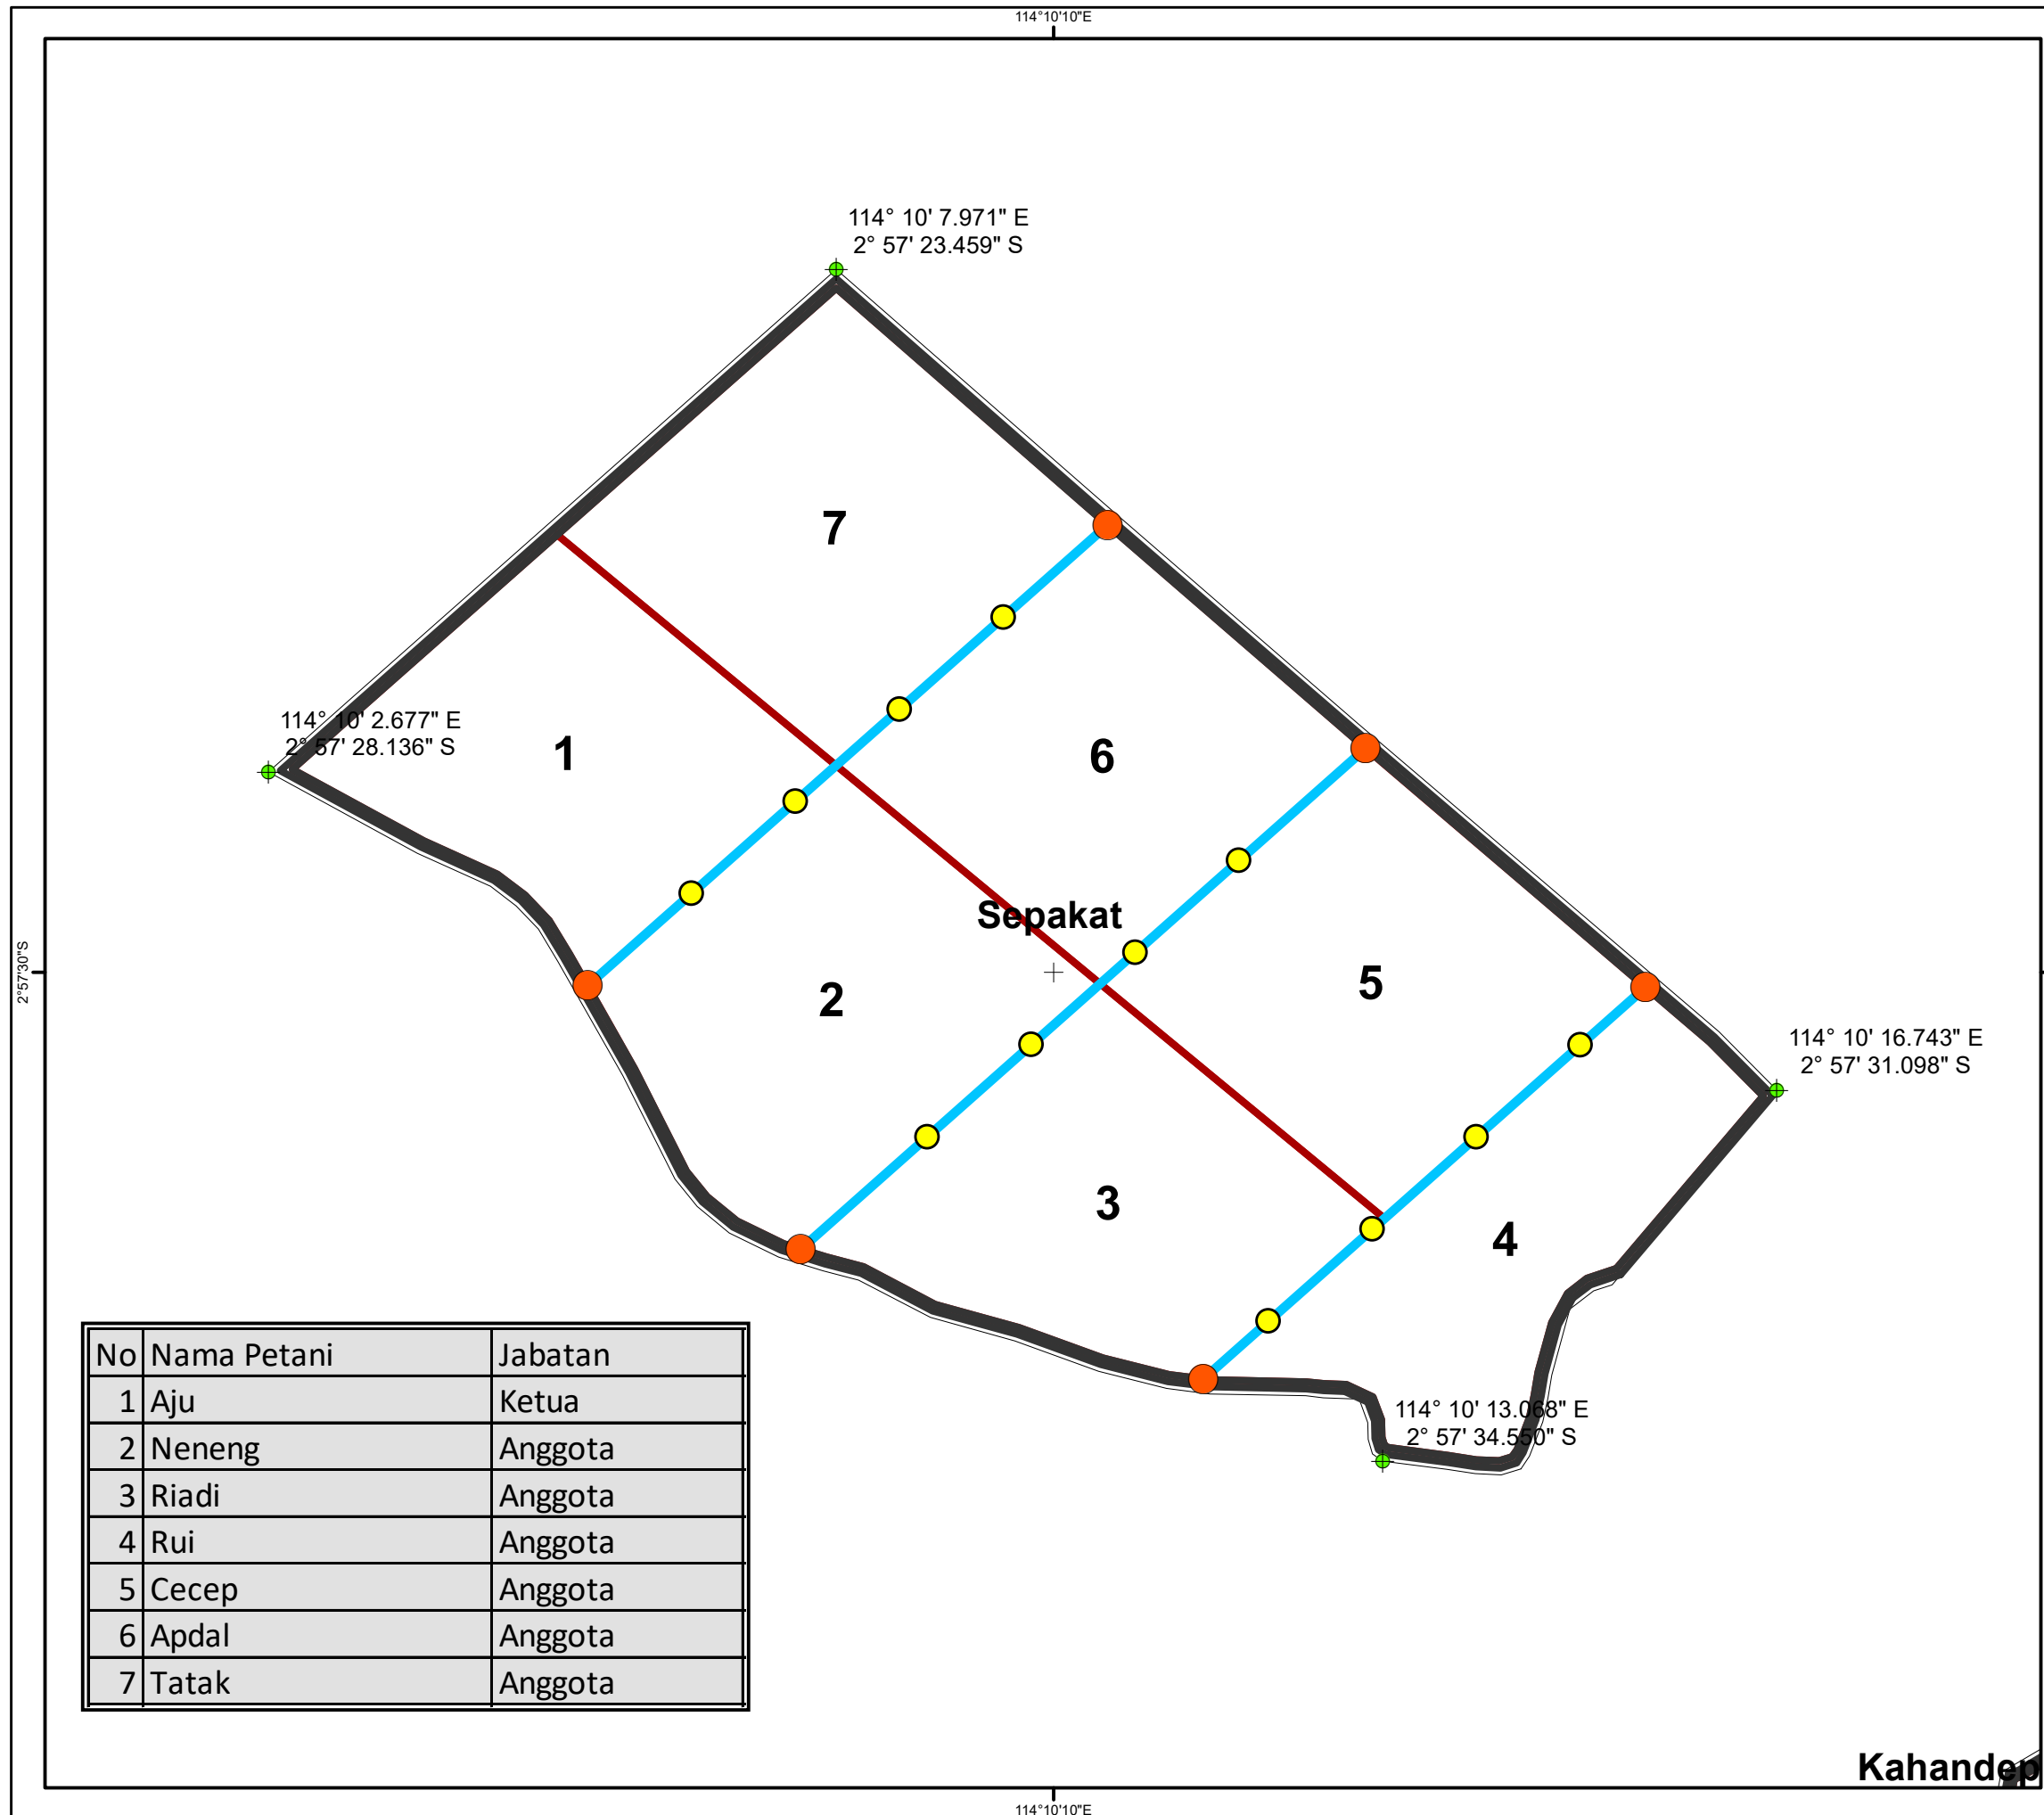 114°10'10"E
114° 10' 7.971" E
2° 57' 23.459" S
7
114° 10' 2.677" E
2° 57' 28.136" S
1
6
Sepakat
2°57'30"S
2
5
114° 10' 16.743" E
2° 57' 31.098" S
3
4
114° 10' 13.068" E
2° 57' 34.550" S
No Nama Petani Jabatan
1 Aju Ketua
2 Neneng Anggota
3 Riadi Anggota
4 Rui Anggota
5 Cecep Anggota
6 Apdal Anggota
7 Tatak Anggota
Kahandep
114°10'10"E